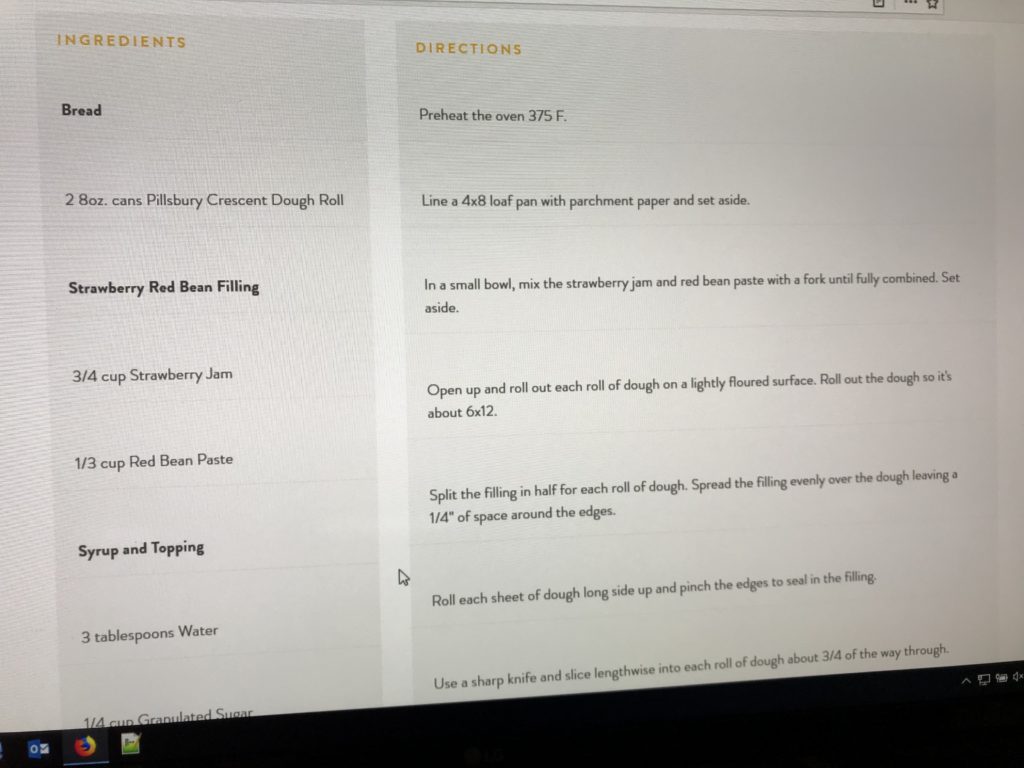 INGREDIENTS
Bread
2 8oz. cans Pillsbury Crescent Dough Roll
Strawberry Red Bean Filling
3/4 cup Strawberry Jam
1/3 cup Red Bean Paste
Syrup and Topping
3 tablespoons Water
1/4 cup Granulated Sugar
DIRECTIONS
Preheat the oven 375 F.
Line a 4x8 loaf pan with parchment paper and set aside.
In a small bowl, mix the strawberry jam and red bean paste with a fork until fully combined. Set
aside.
Open up and roll out each roll of dough on a lightly floured surface. Roll out the dough so it's
about 6x12.
Split the filling in half for each roll of dough. Spread the filling evenly over the dough leaving a
1/4" of space around the edges.
Roll each sheet of dough long side up and pinch the edges to seal in the filling.
Use a sharp knife and slice lengthwise into each roll of dough about 3/4 of the way through.